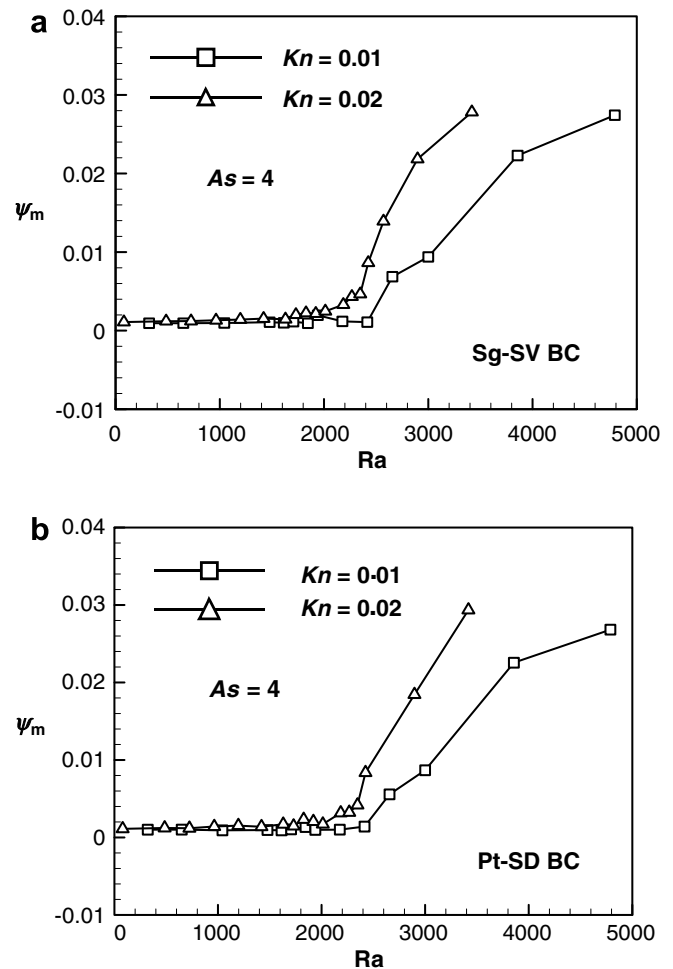 a
0.04
Kn = 0.01
0.03
Kn = 0.02
As = 4
0.02
ψm
0.01
0
Sg-SV BC
-0.01
0 1000 2000 3000 4000 5000
Ra
b
0.04
Kn = 0.01
0.03
Kn = 0.02
As = 4
0.02
ψm
0.01
0
Pt-SD BC
-0.01
0 1000 2000 3000 4000 5000
Ra